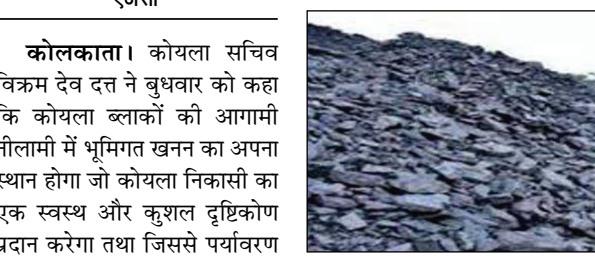 कोलकाता। कोयला सचिव
विक्रम देव दत्त ने बुधवार को कहा
कि कोयला ब्लाकों की आगामी
नीलामी में भूमिगत खनन का अपना
स्थान होगा जो कोयला निकासी का
एक स्वस्थ और कुशल दृष्टिकोण
प्रदान करेगा तथा जिससे पर्यावरण